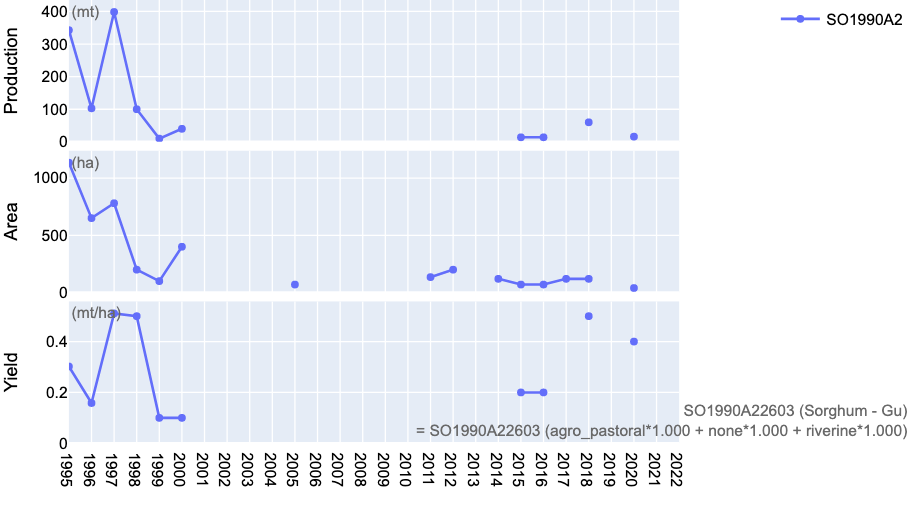 SO1990A2
Production
(mt)
400
300
200
100
0
Area
(ha)
1000
500
0
Yield
(mt/ha)
0.4
0.2
0
SO1990A22603 (Sorghum - Gu)
= SO1990A22603 (agro_pastoral*1.000 + none*1.000 + riverine*1.000)
1995 1996 1997 1998 1999 2000 2001 2002 2003 2004 2005 2006 2007 2008 2009 2010 2011 2012 2013 2014 2015 2016 2017 2018 2019 2020 2021 2022